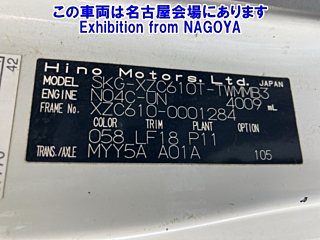 この車両は名古屋会場にあります
Exhibition from NAGOYA
42
Hino Motors, Ltd. JAPAN
MODEL SKG-XZC610T-TWMMB3
ENGINE N04C-UN 4009 mL
FRAME No. XZC610-0001284
COLOR TRIM PLANT OPTION
058 LF18 P11
TRANS./AXLE MYY5A A01A 105